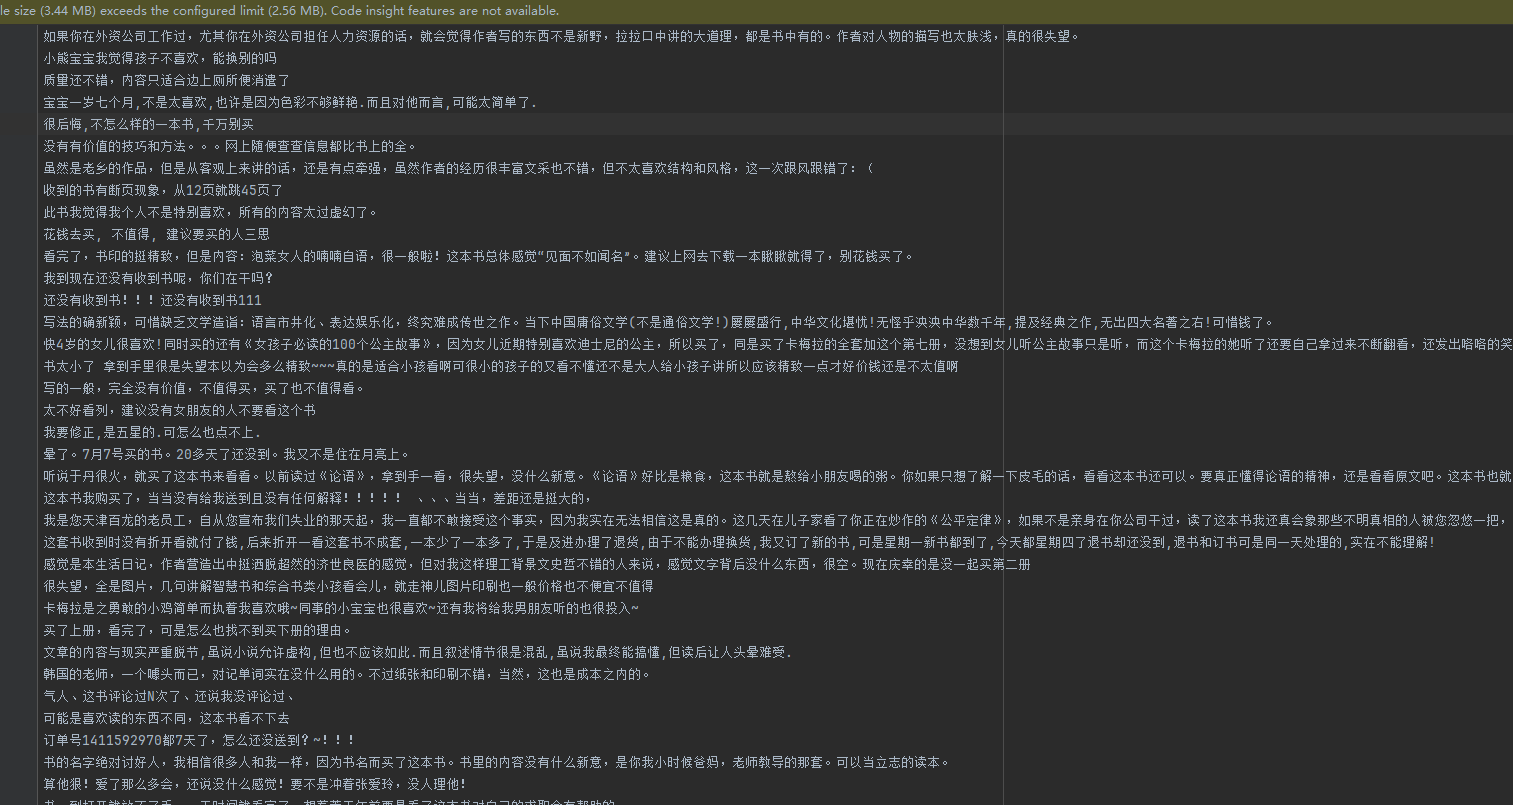 le size (3.44 MB) exceeds the configured limit (2.56 MB). Code insight features are not available.
如果你在外资公司工作过，尤其你在外资公司担任人力资源的话，就会觉得作者写的东西不是新野，拉拉口中讲的大道理，都是书中有的。作者对人物的描写也太肤浅，真的很失望。
小熊宝宝我觉得孩子不喜欢，能换别的吗
质量还不错，内容只适合边上厕所便消遣了
宝宝一岁七个月,不是太喜欢,也许是因为色彩不够鲜艳.而且对他而言,可能太简单了.
很后悔,不怎么样的一本书,千万别买
没有有价值的技巧和方法。。。网上随便查查信息都比书上的全。
虽然是老乡的作品，但是从客观上来讲的话，还是有点牵强，虽然作者的经历很丰富文采也不错，但不太喜欢结构和风格，这一次跟风跟错了：（
收到的书有断页现象，从12页就跳45页了
此书我觉得我个人不是特别喜欢，所有的内容太过虚幻了。
花钱去买， 不值得， 建议要买的人三思
看完了，书印的挺精致，但是内容：泡菜女人的喃喃自语，很一般啦！这本书总体感觉“见面不如闻名”。建议上网去下载一本瞅瞅就得了，别花钱买了。
我到现在还没有收到书呢，你们在干吗？
还没有收到书！！！还没有收到书111
写法的确新颖，可惜缺乏文学造诣：语言市井化、表达娱乐化，终究难成传世之作。当下中国庸俗文学(不是通俗文学!)屡屡盛行,中华文化堪忧!无怪乎泱泱中华数千年,提及经典之作,无出四大名著之右!可惜钱了。
快4岁的女儿很喜欢!同时买的还有《女孩子必读的100个公主故事》，因为女儿近期特别喜欢迪士尼的公主，所以买了，同是买了卡梅拉的全套加这个第七册，没想到女儿听公主故事只是听，而这个卡梅拉的她听了还要自己拿过来不断翻看，还发出咯咯的笑
书太小了 拿到手里很是失望本以为会多么精致~~~真的是适合小孩看啊可很小的孩子的又看不懂还不是大人给小孩子讲所以应该精致一点才好价钱还是不太值啊
写的一般，完全没有价值，不值得买，买了也不值得看。
太不好看列，建议没有女朋友的人不要看这个书
我要修正,是五星的.可怎么也点不上.
晕了。7月7号买的书。20多天了还没到。我又不是住在月亮上。
听说于丹很火，就买了这本书来看看。以前读过《论语》，拿到手一看，很失望，没什么新意。《论语》好比是粮食，这本书就是熬给小朋友喝的粥。你如果只想了解一下皮毛的话，看看这本书还可以。要真正懂得论语的精神，还是看看原文吧。这本书也就
这本书我购买了，当当没有给我送到且没有任何解释！！！！！ 、、、当当，差距还是挺大的，
我是您天津百龙的老员工，自从您宣布我们失业的那天起，我一直都不敢接受这个事实，因为我实在无法相信这是真的。这几天在儿子家看了你正在炒作的《公平定律》，如果不是亲身在你公司干过，读了这本书我还真会象那些不明真相的人被您忽悠一把，
这套书收到时没有折开看就付了钱,后来折开一看这套书不成套,一本少了一本多了,于是及进办理了退货,由于不能办理换货,我又订了新的书,可是星期一新书都到了,今天都星期四了退书却还没到,退书和订书可是同一天处理的,实在不能理解!
感觉是本生活日记，作者营造出中挺洒脱超然的济世良医的感觉，但对我这样理工背景文史哲不错的人来说，感觉文字背后没什么东西，很空。现在庆幸的是没一起买第二册
很失望，全是图片，几句讲解智慧书和综合书类小孩看会儿，就走神儿图片印刷也一般价格也不便宜不值得
卡梅拉是之勇敢的小鸡简单而执着我喜欢哦~同事的小宝宝也很喜欢~还有我将给我男朋友听的也很投入~
买了上册，看完了，可是怎么也找不到买下册的理由。
文章的内容与现实严重脱节,虽说小说允许虚构,但也不应该如此.而且叙述情节很是混乱,虽说我最终能搞懂,但读后让人头晕难受.
韩国的老师，一个噱头而已，对记单词实在没什么用的。不过纸张和印刷不错，当然，这也是成本之内的。
气人、这书评论过N次了、还说我没评论过、
可能是喜欢读的东西不同，这本书看不下去
订单号1411592970都7天了，怎么还没送到？~！！！
书的名字绝对讨好人，我相信很多人和我一样，因为书名而买了这本书。书里的内容没有什么新意，是你我小时候爸妈，老师教导的那套。可以当立志的读本。
算他狠！爱了那么多会，还说没什么感觉！要不是冲着张爱玲，没人理他!